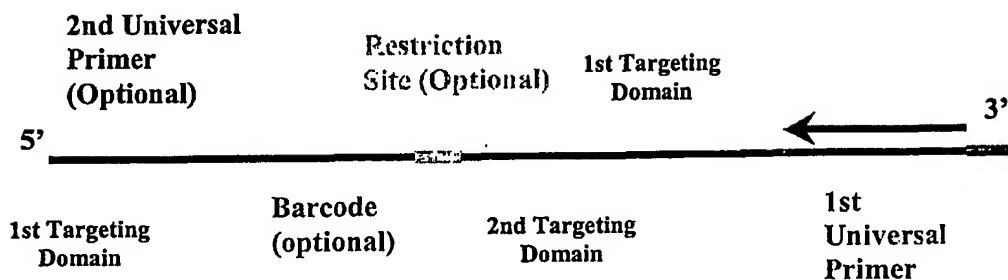 2nd Universal
Primer
(Optional)
Restriction
Site (Optional)
1st Targeting
Domain
5’
3’
1st Targeting
Domain
Barcode
(optional)
2nd Targeting
Domain
1st
Universal
Primer